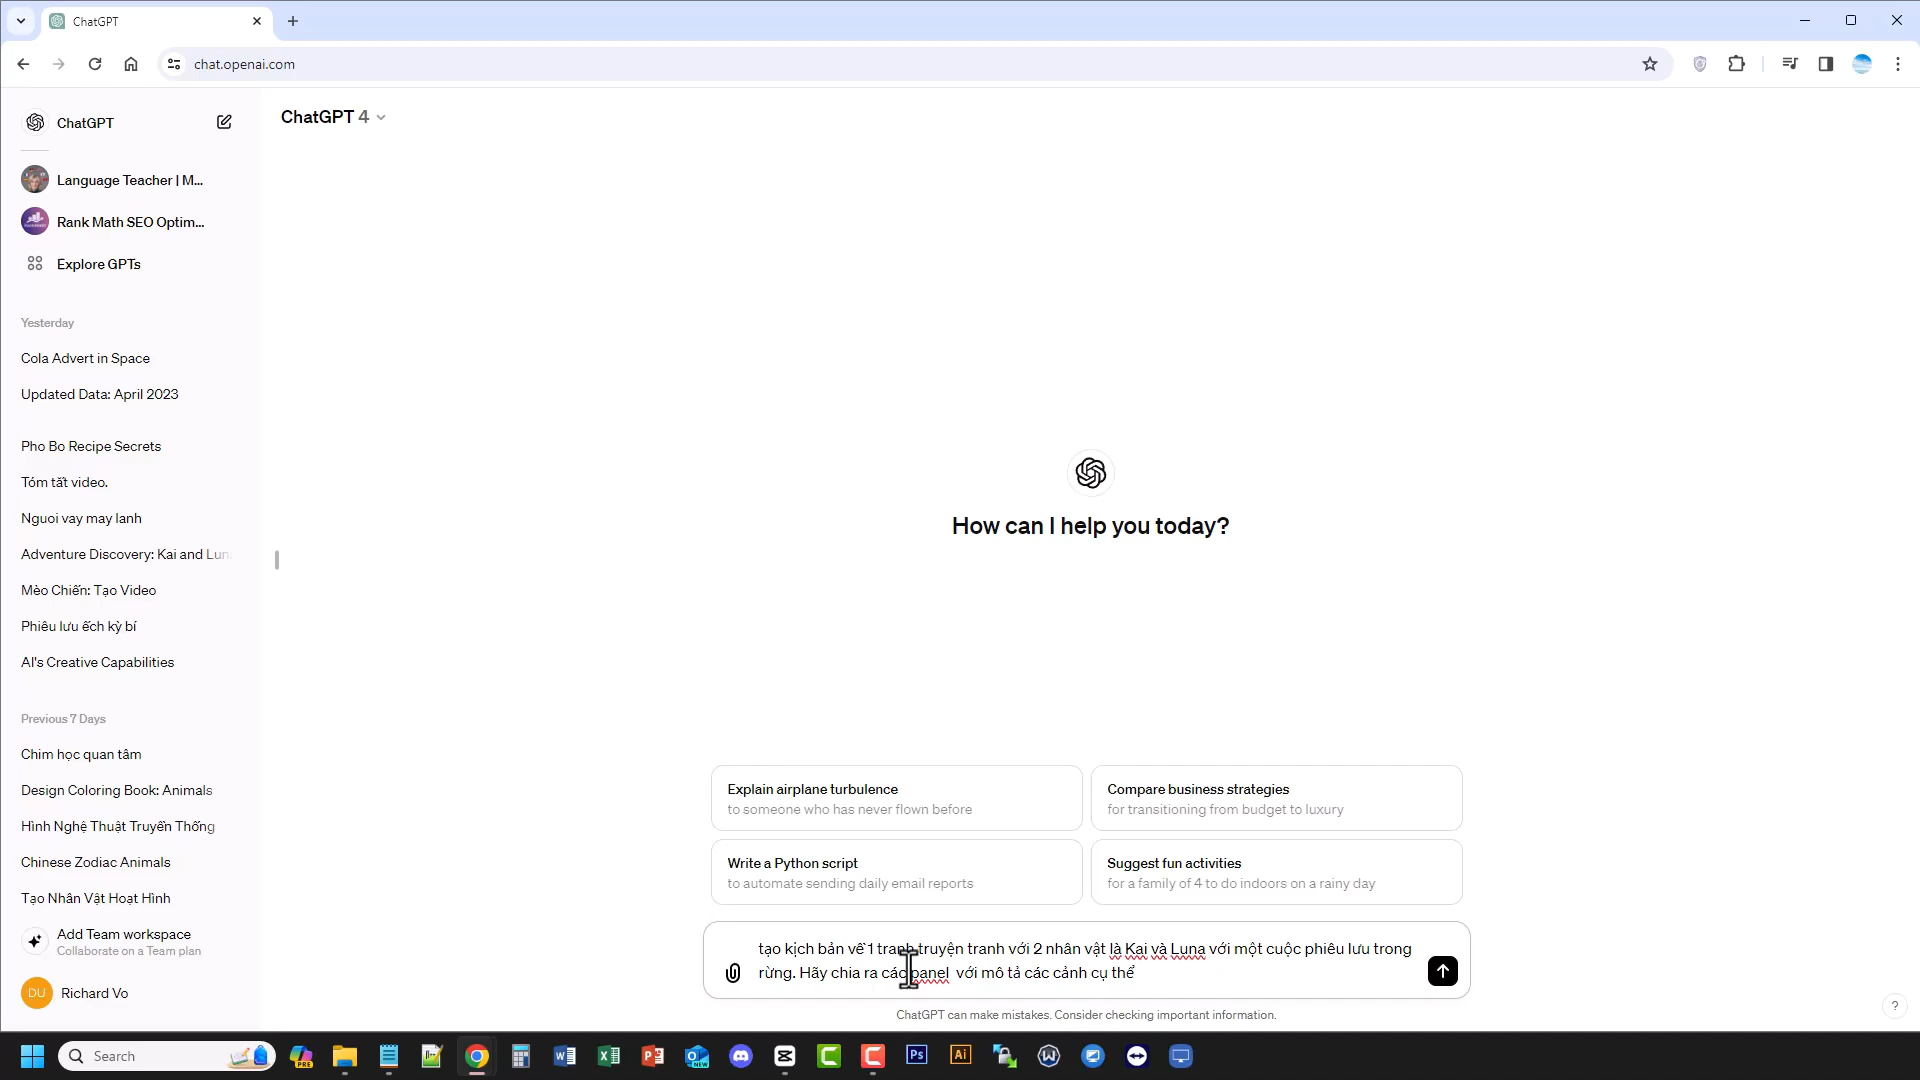 ChatGPT
chat.openai.com
ChatGPT
ChatGPT 4
Language Teacher | M...
Rank Math SEO Optim...
Explore GPTs
Yesterday
Cola Advert in Space
Updated Data: April 2023
Pho Bo Recipe Secrets
Tóm tắt video.
Nguoi vay may lanh
Adventure Discovery: Kai and Lun
Mèo Chiến: Tạo Video
Phiêu lưu ếch kỳ bí
AI's Creative Capabilities
Previous 7 Days
Chim học quan tâm
Design Coloring Book: Animals
Hình Nghệ Thuật Truyền Thống
Chinese Zodiac Animals
Tạo Nhân Vật Hoạt Hình
Add Team workspace
Collaborate on a Team plan
DU Richard Vo
How can I help you today?
Explain airplane turbulence
to someone who has never flown before
Compare business strategies
for transitioning from budget to luxury
Write a Python script
to automate sending daily email reports
Suggest fun activities
for a family of 4 to do indoors on a rainy day
tạo kịch bản về 1 tranh truyện tranh với 2 nhân vật là Kai và Luna với một cuộc phiêu lưu trong
rừng. Hãy chia ra các panel với mô tả các cảnh cụ thể
ChatGPT can make mistakes. Consider checking important information.
?
Search
PRE
NEW
Ps
Ai